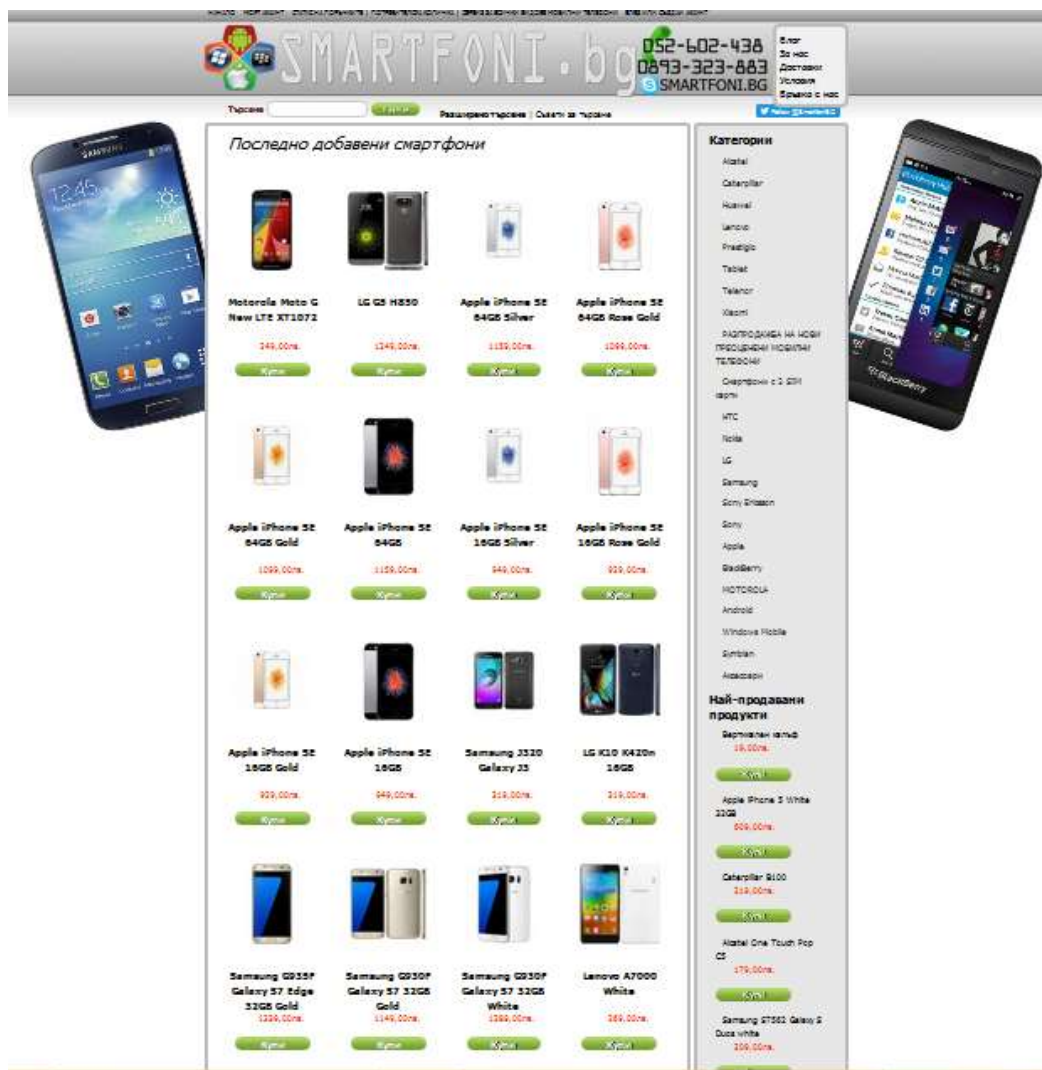 SMARTFONI.bg
052-602-438
0893-323-883
SMARTFONI.BG
Блог
За нас
Доставки
Условия
Връзка с нас
Търсене
Разширено търсене | Съвети за търсене
Последно добавени смартфони
Motorola Moto G
New LTE XT1072
LG G5 H850
Apple iPhone SE
64GB Silver
Apple iPhone SE
64GB Rose Gold
349,00лв.
1349,00лв.
1159,00лв.
1099,00лв.
Купи
Купи
Купи
Купи
Apple iPhone SE
64GB Gold
Apple iPhone SE
64GB
Apple iPhone SE
16GB Silver
Apple iPhone SE
16GB Rose Gold
1099,00лв.
1159,00лв.
949,00лв.
939,00лв.
Купи
Купи
Купи
Купи
Apple iPhone SE
16GB Gold
Apple iPhone SE
16GB
Samsung J320
Galaxy J3
LG K10 K420n
16GB
939,00лв.
949,00лв.
319,00лв.
319,00лв.
Купи
Купи
Купи
Купи
Samsung G935F
Galaxy S7 Edge
32GB Gold
Samsung G930F
Galaxy S7 32GB
Gold
Samsung G930F
Galaxy S7 32GB
White
Lenovo A7000
White
1339,00лв.
1149,00лв.
1389,00лв.
369,00лв.
Купи
Купи
Купи
Купи
Категории
Alcatel
Caterpillar
Huawei
Lenovo
Prestigio
Tablet
Telenor
Xiaomi
РАЗПРОДАЖБА НА НОВИ
ПРЕОЦЕНЕНИ МОБИЛНИ
ТЕЛЕФОНИ
Смартфони с 2 SIM
карти
HTC
Nokia
LG
Samsung
Sony Ericsson
Sony
Apple
BlackBerry
MOTOROLA
Android
Windows Mobile
Symbian
Аксесоари
Най-продавани
продукти
Вертикален калъф
19,00лв.
Купи
Apple iPhone 5 White
32GB
609,00лв.
Купи
Caterpillar B100
219,00лв.
Купи
Alcatel One Touch Pop
C5
179,00лв.
Купи
Samsung S7562 Galaxy S
Duos white
209,00лв.
SAMSUNG
12:45
BlackBerry